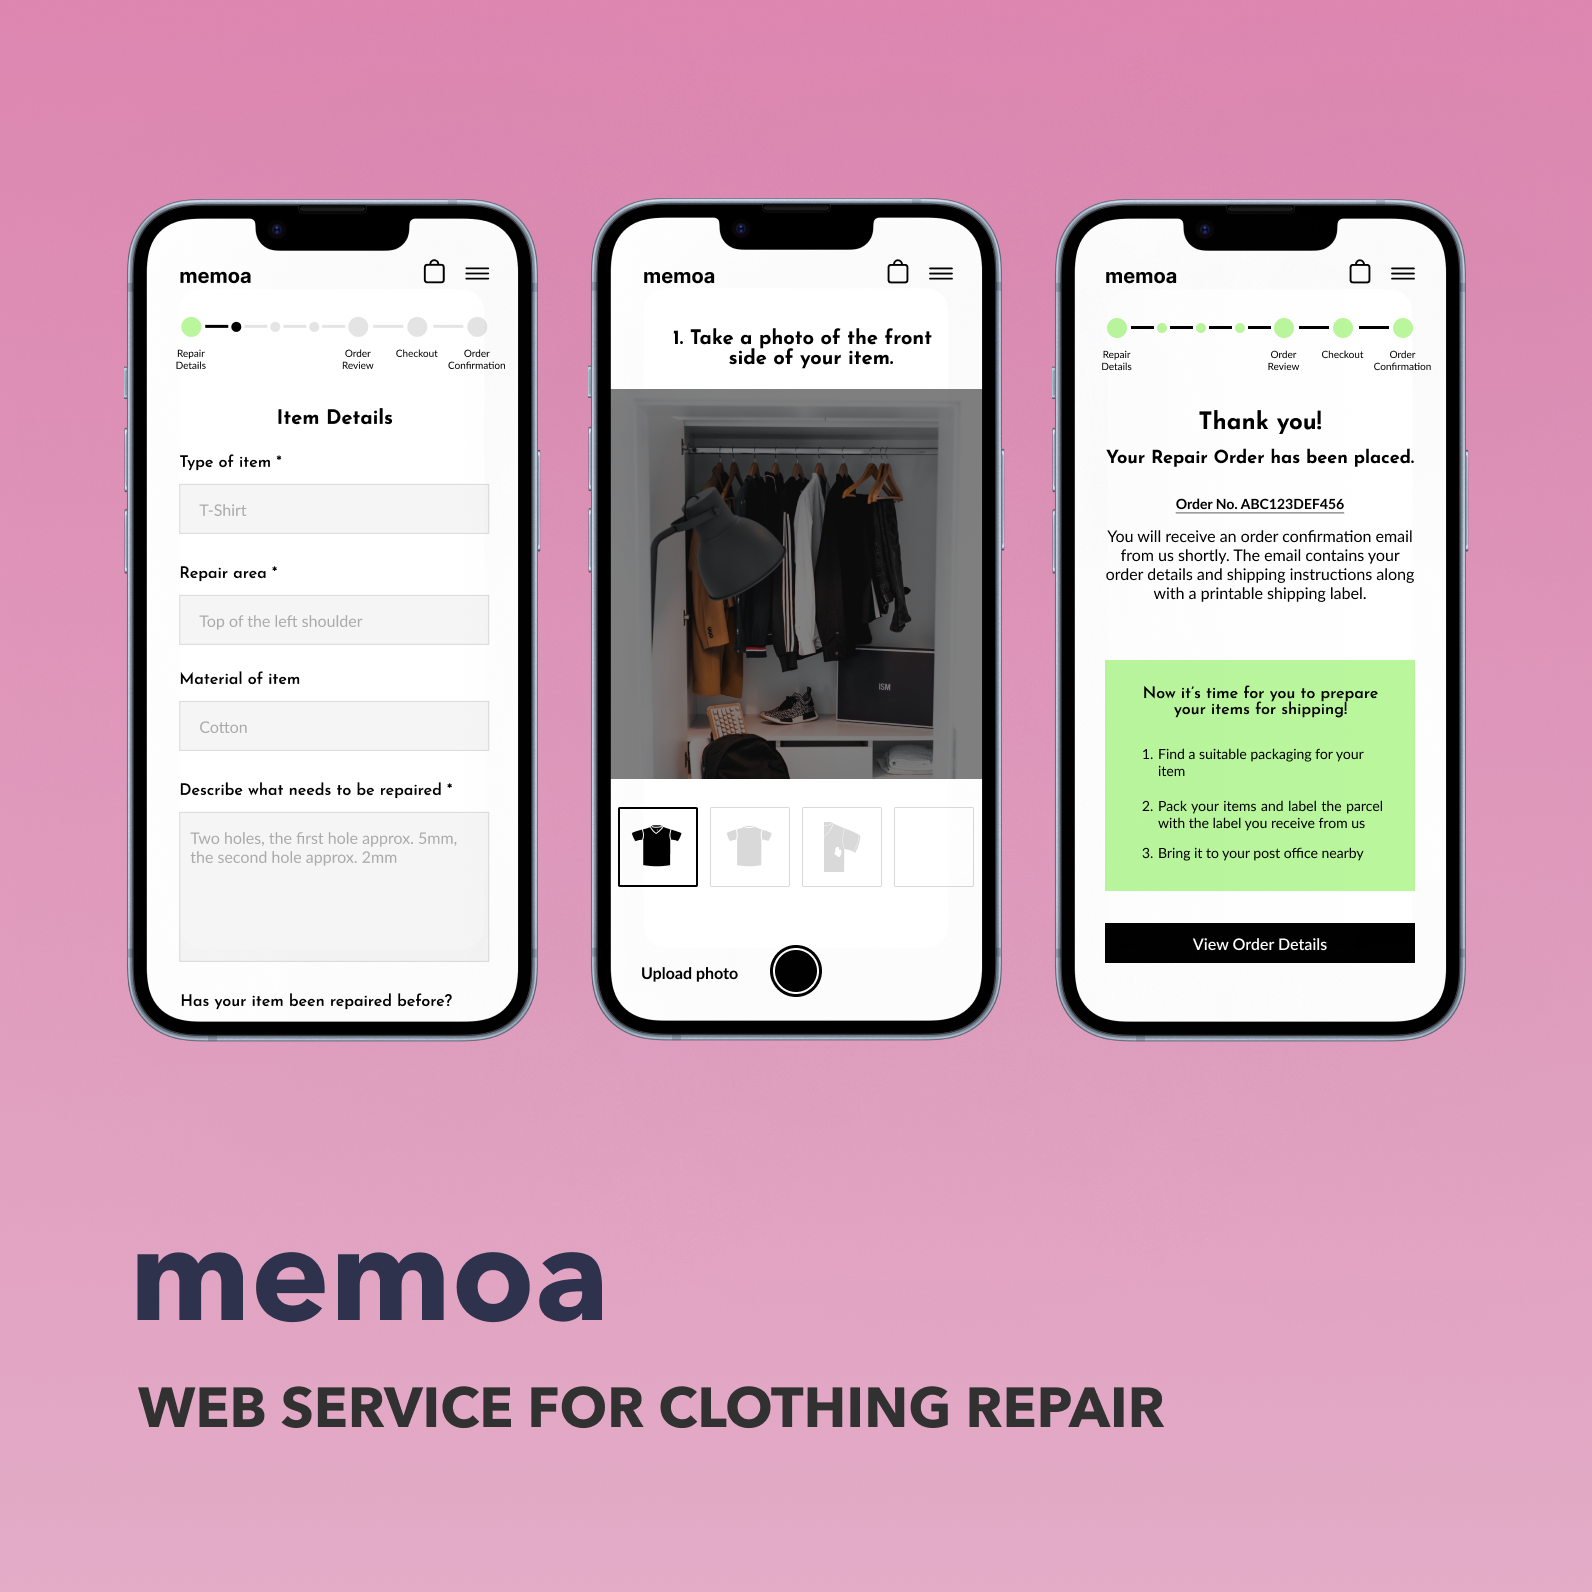 memoa
Repair
Details
Order
Review
Checkout
Order
Confirmation
Item Details
Type of item *
T-Shirt
Repair area *
Top of the left shoulder
Material of item
Cotton
Describe what needs to be repaired *
Two holes, the first hole approx. 5mm,
the second hole approx. 2mm
Has your item been repaired before?
memoa
1. Take a photo of the front
side of your item.
ISM
Upload photo
memoa
Repair
Details
Order
Review
Checkout
Order
Confirmation
Thank you!
Your Repair Order has been placed.
Order No. ABC123DEF456
You will receive an order confirmation email
from us shortly. The email contains your
order details and shipping instructions along
with a printable shipping label.
Now it's time for you to prepare
your items for shipping!
1. Find a suitable packaging for your
item
2. Pack your items and label the parcel
with the label you receive from us
3. Bring it to your post office nearby
View Order Details
memoa
WEB SERVICE FOR CLOTHING REPAIR